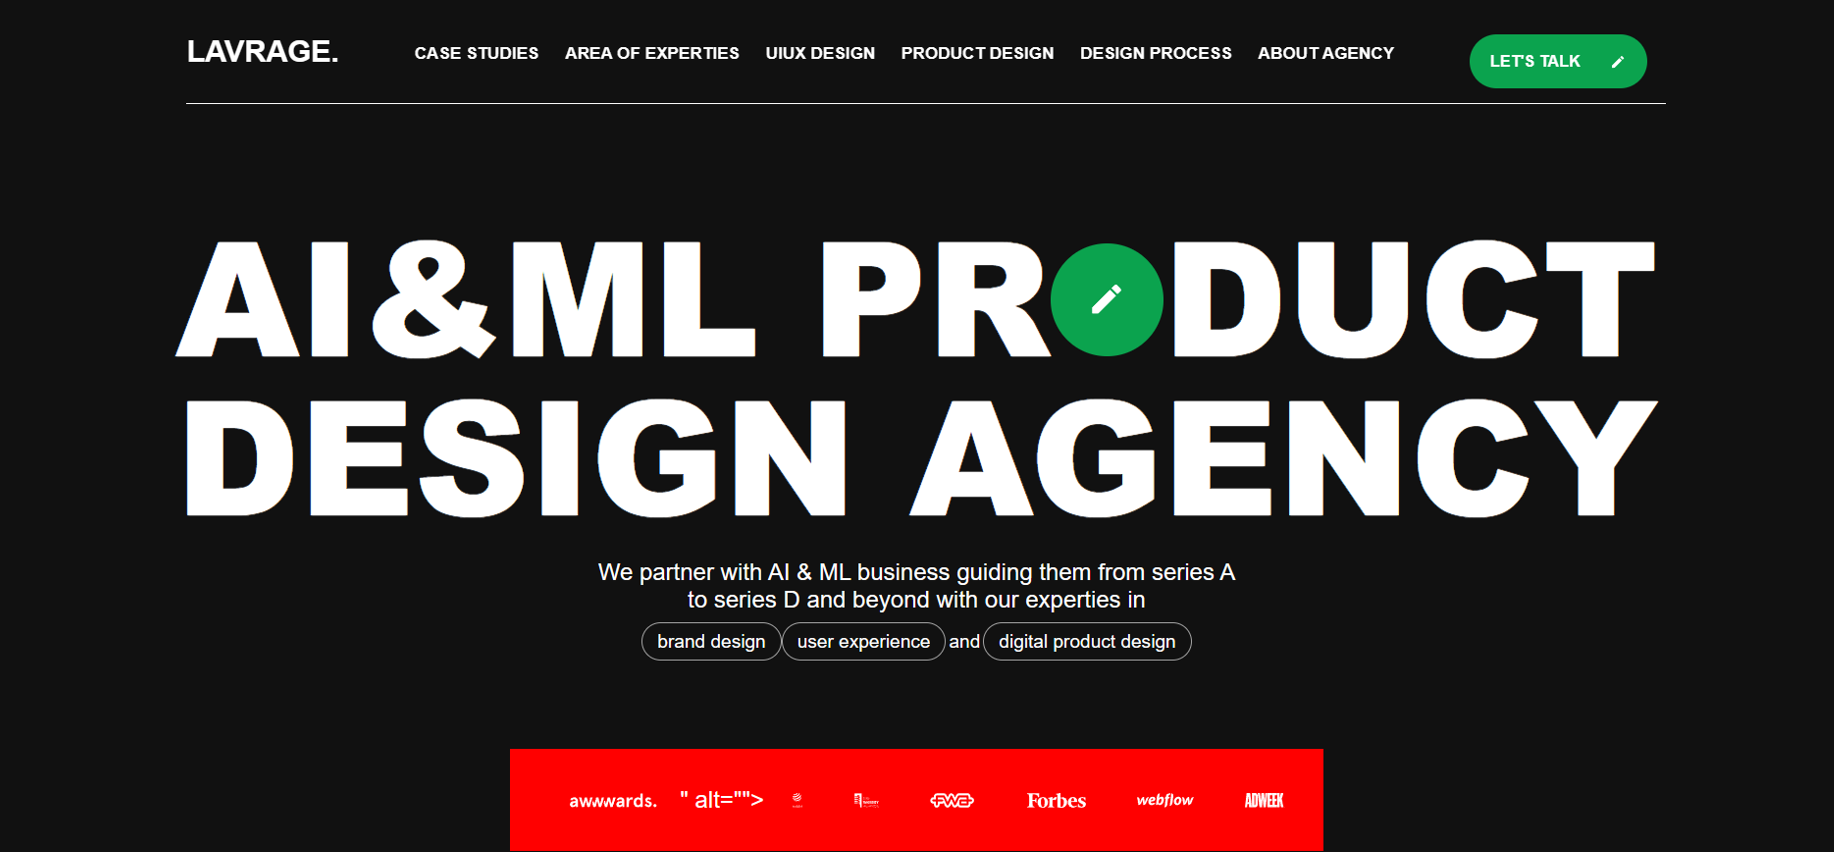 LAVRAGE.
CASE STUDIES
AREA OF EXPERTIES
UIUX DESIGN
PRODUCT DESIGN
DESIGN PROCESS
ABOUT AGENCY
LET'S TALK
AI&ML PR DUCT
DESIGN AGENCY
We partner with AI & ML business guiding them from series A
to series D and beyond with our experties in
brand design user experience and digital product design
awwwards. " alt=""> FWA Forbes webflow ADWEEK